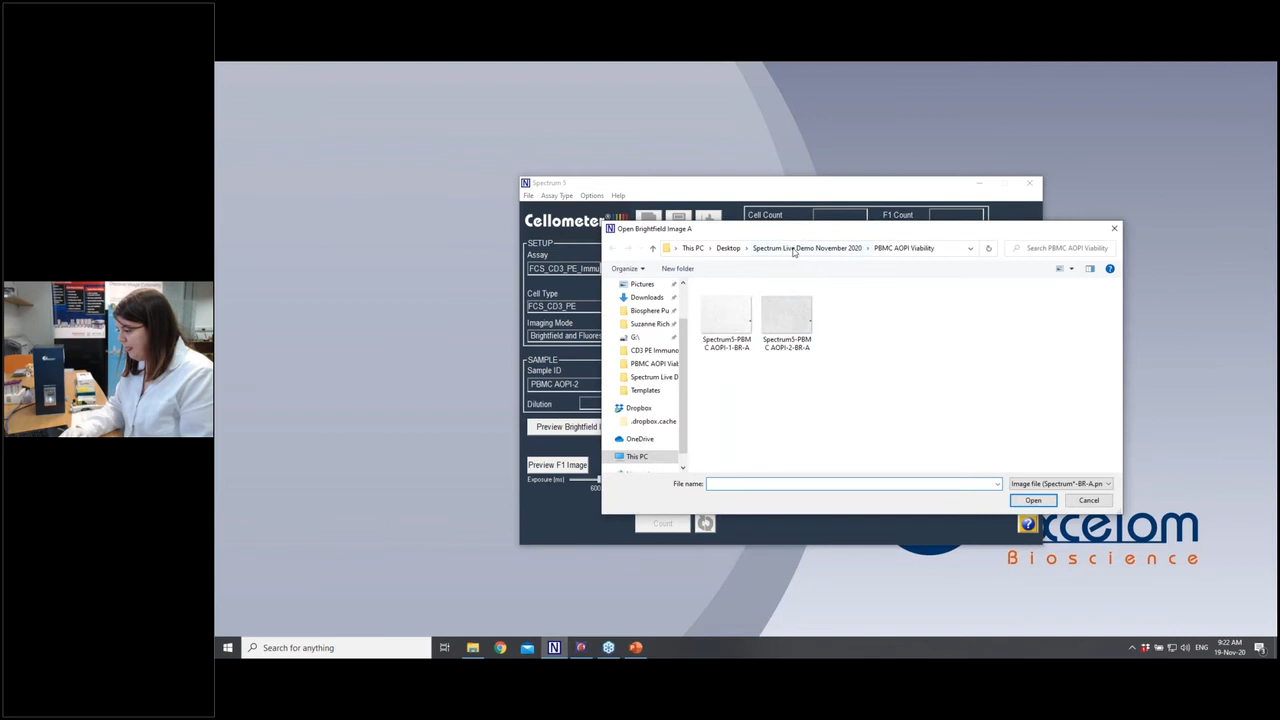 Spectrum 5
File Assay Type Options Help
Cellometer®
Cell Count
F1 Count
SETUP
Assay
FCS_CD3_PE_Immu
Cell Type
FCS_CD3_PE
Imaging Mode
Brightfield and Fluores
SAMPLE
Sample ID
PBMC AOPI-2
Dilution
Preview Brightfield I
Preview F1 Image
Exposure (ms)
600
Count
Open Brightfield Image A
This PC > Desktop > Spectrum Live Demo November 2020 > PBMC AOPI Viability
Search PBMC AOPI Viability
Organize
New folder
Pictures
Downloads
Biosphere Pu
Suzanne Rich
G:\
CD3 PE Immuno
PBMC AOPI Viab
Spectrum Live D
Templates
Dropbox
.dropbox.cache
OneDrive
This PC
Spectrum5-PBM
C AOPI-1-BR-A
Spectrum5-PBM
C AOPI-2-BR-A
File name:
Image file (Spectrum*-BR-A.pn
Open
Cancel
xcelom
Bioscience
Search for anything
ENG
9:22 AM
19-Nov-20